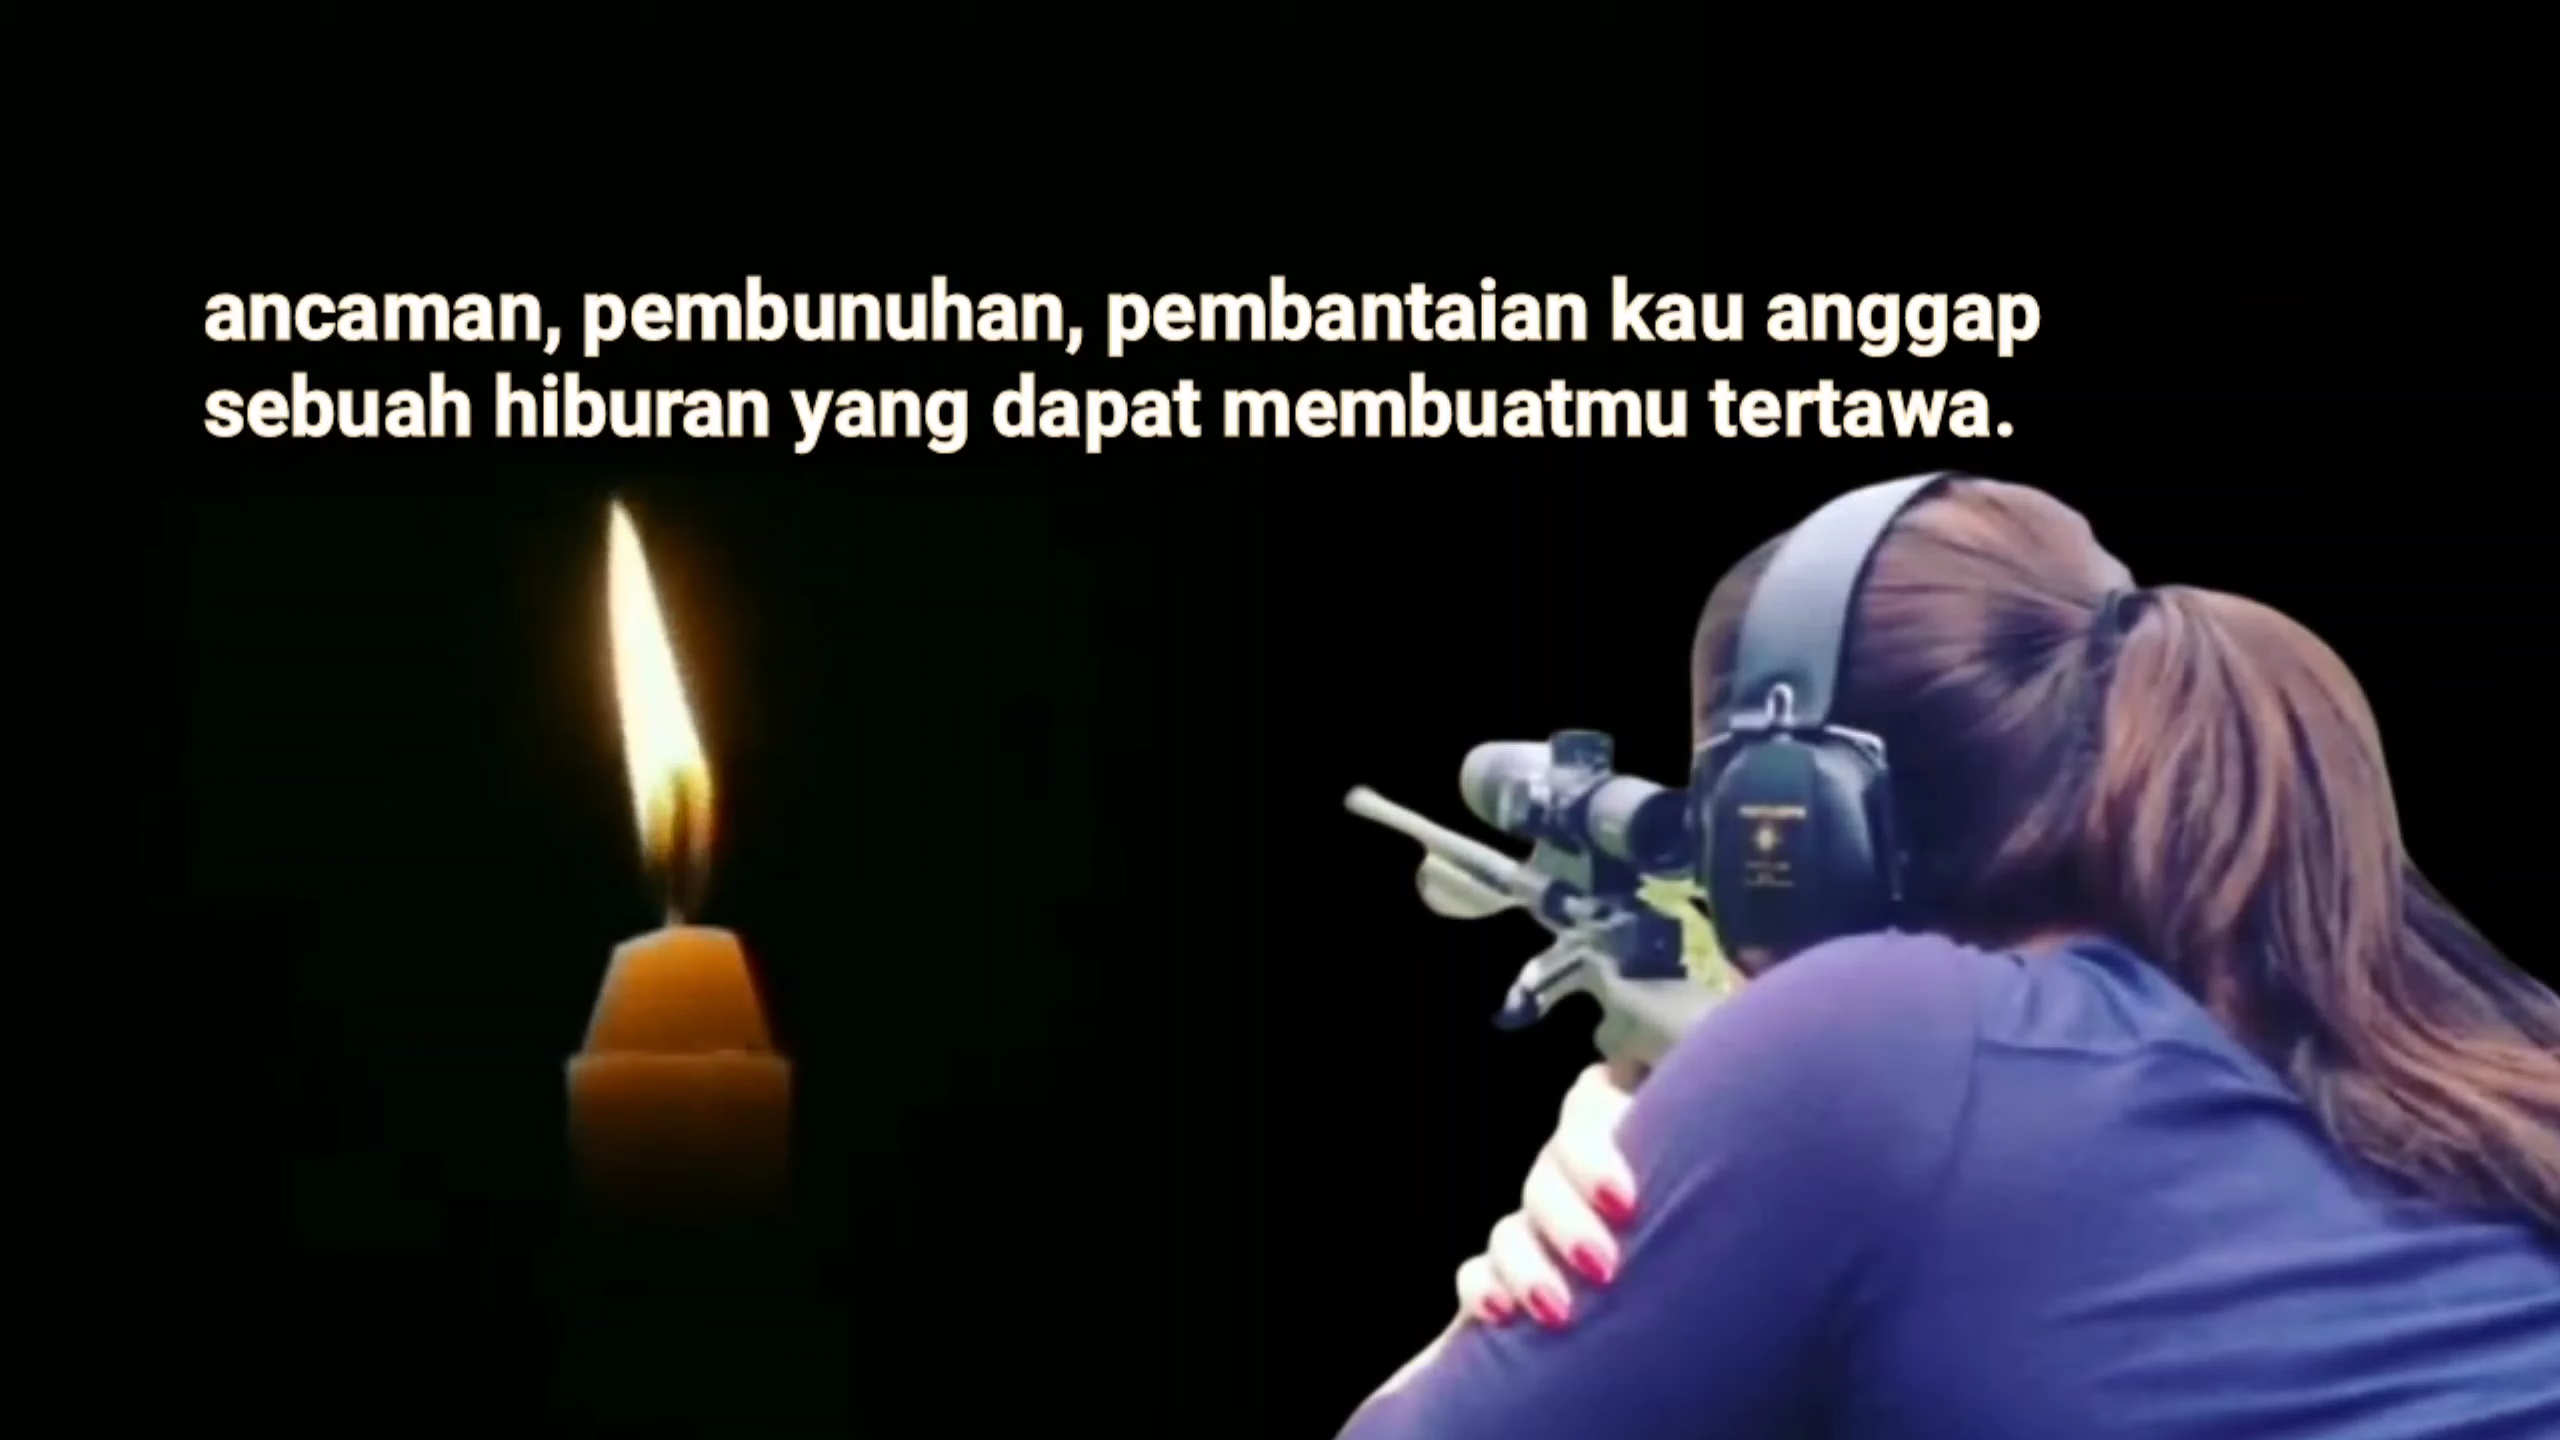 ancaman, pembunuhan, pembantaian kau anggap
sebuah hiburan yang dapat membuatmu tertawa.